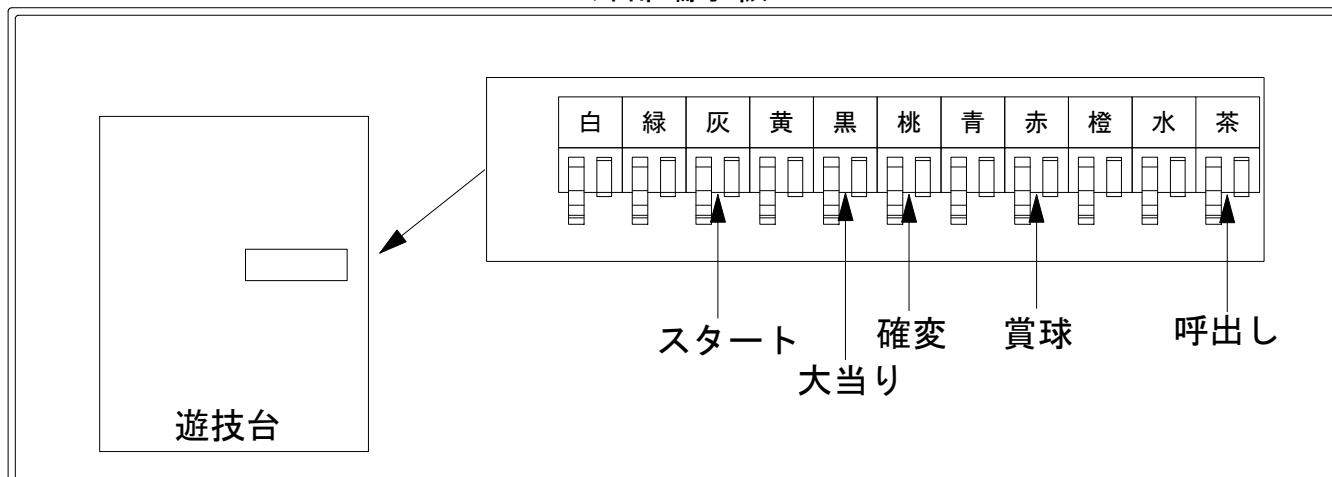 白 緑 灰 黄 黒 桃 青 赤 橙 水 茶
スタート
大当り
確変
賞球
呼出し
遊技台